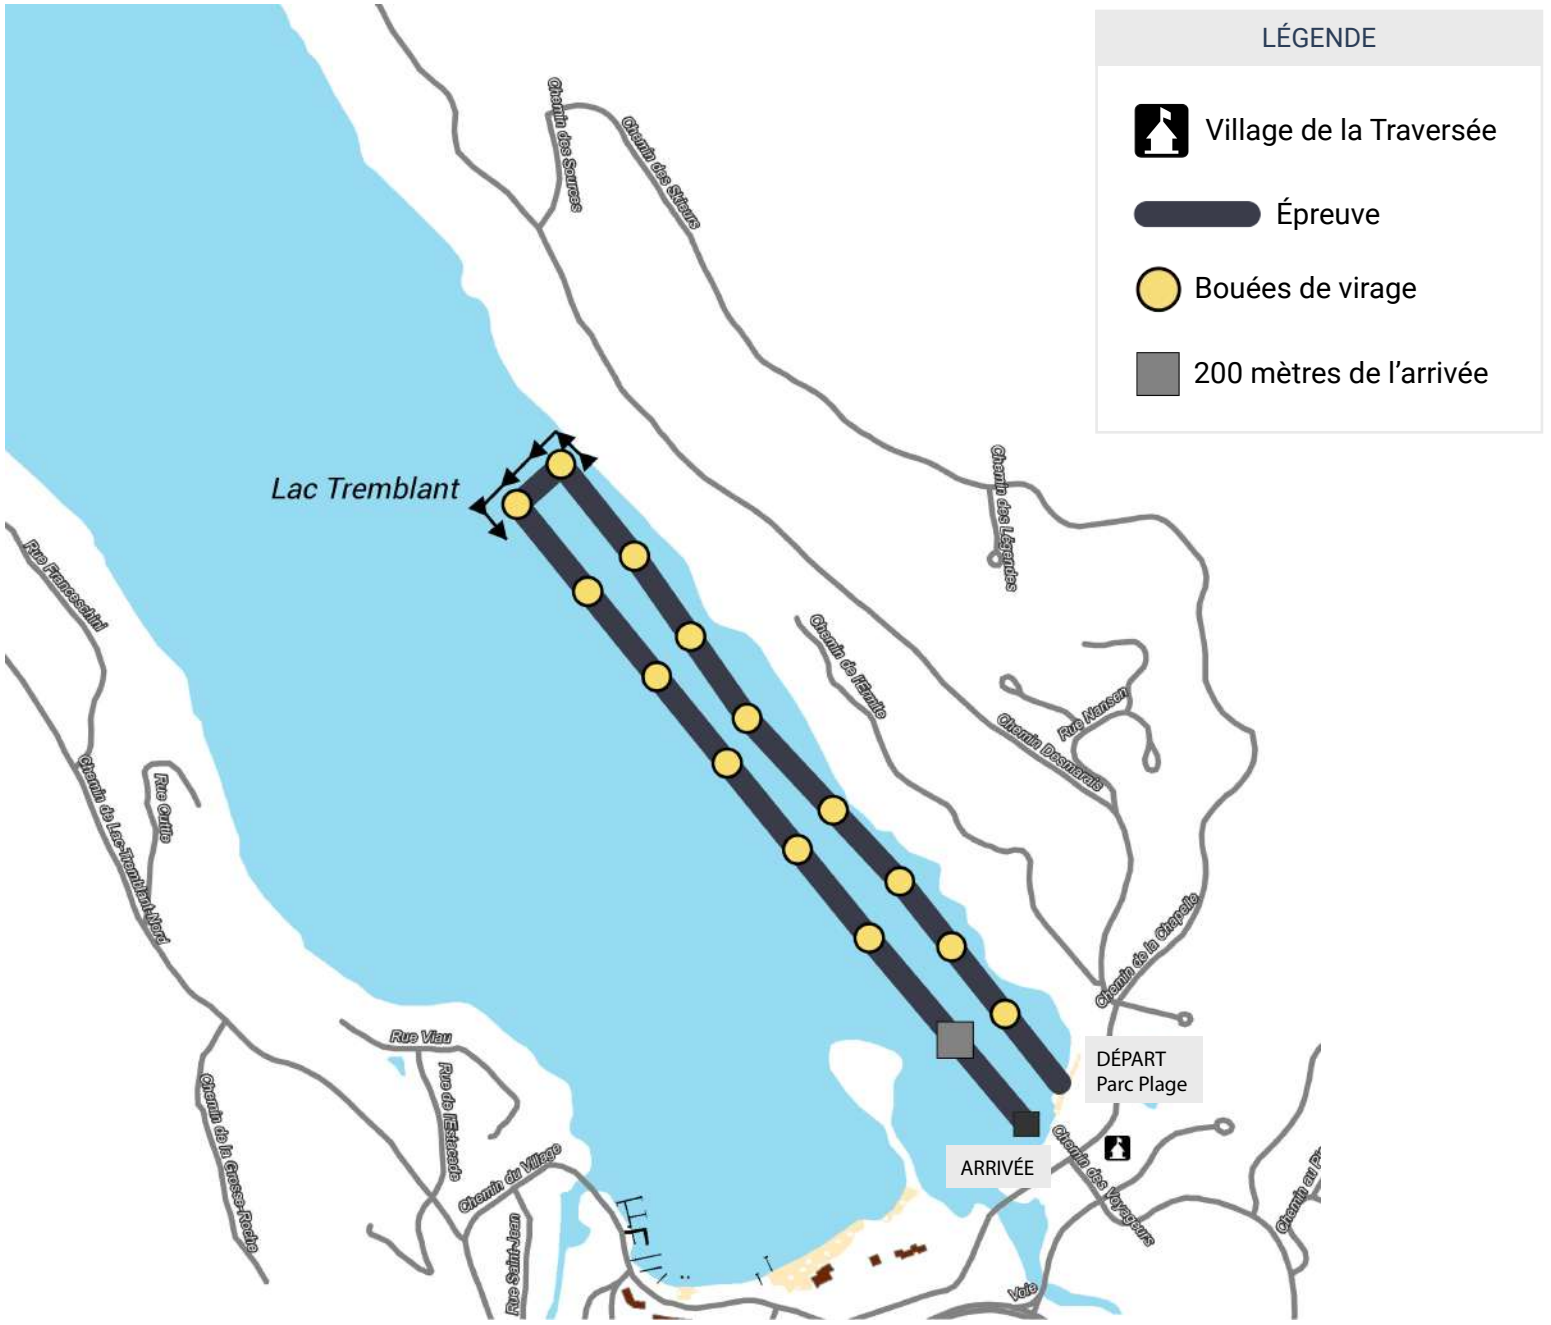 LÉGENDE
Village de la Traversée
Épreuve
Bouées de virage
200 mètres de l'arrivée
Chemin des Sources
Chemin des Skieurs
Lac Tremblant
Chemin des Légendes
Rue Franceschini
Chemin de l'Ermite
Rue Nansen
Chemin Desmarais
Chemin de Lac-Tremblant-Nord
Rue Cuttle
Chemin de la Chapelle
Rue Viau
DÉPART
Parc Plage
Rue de l'Estacade
Chemin de la Grosse-Roche
Chemin du Village
ARRIVÉE
Chemin des Voyageurs
Chemin au
Rue Saint-Jean
Voie